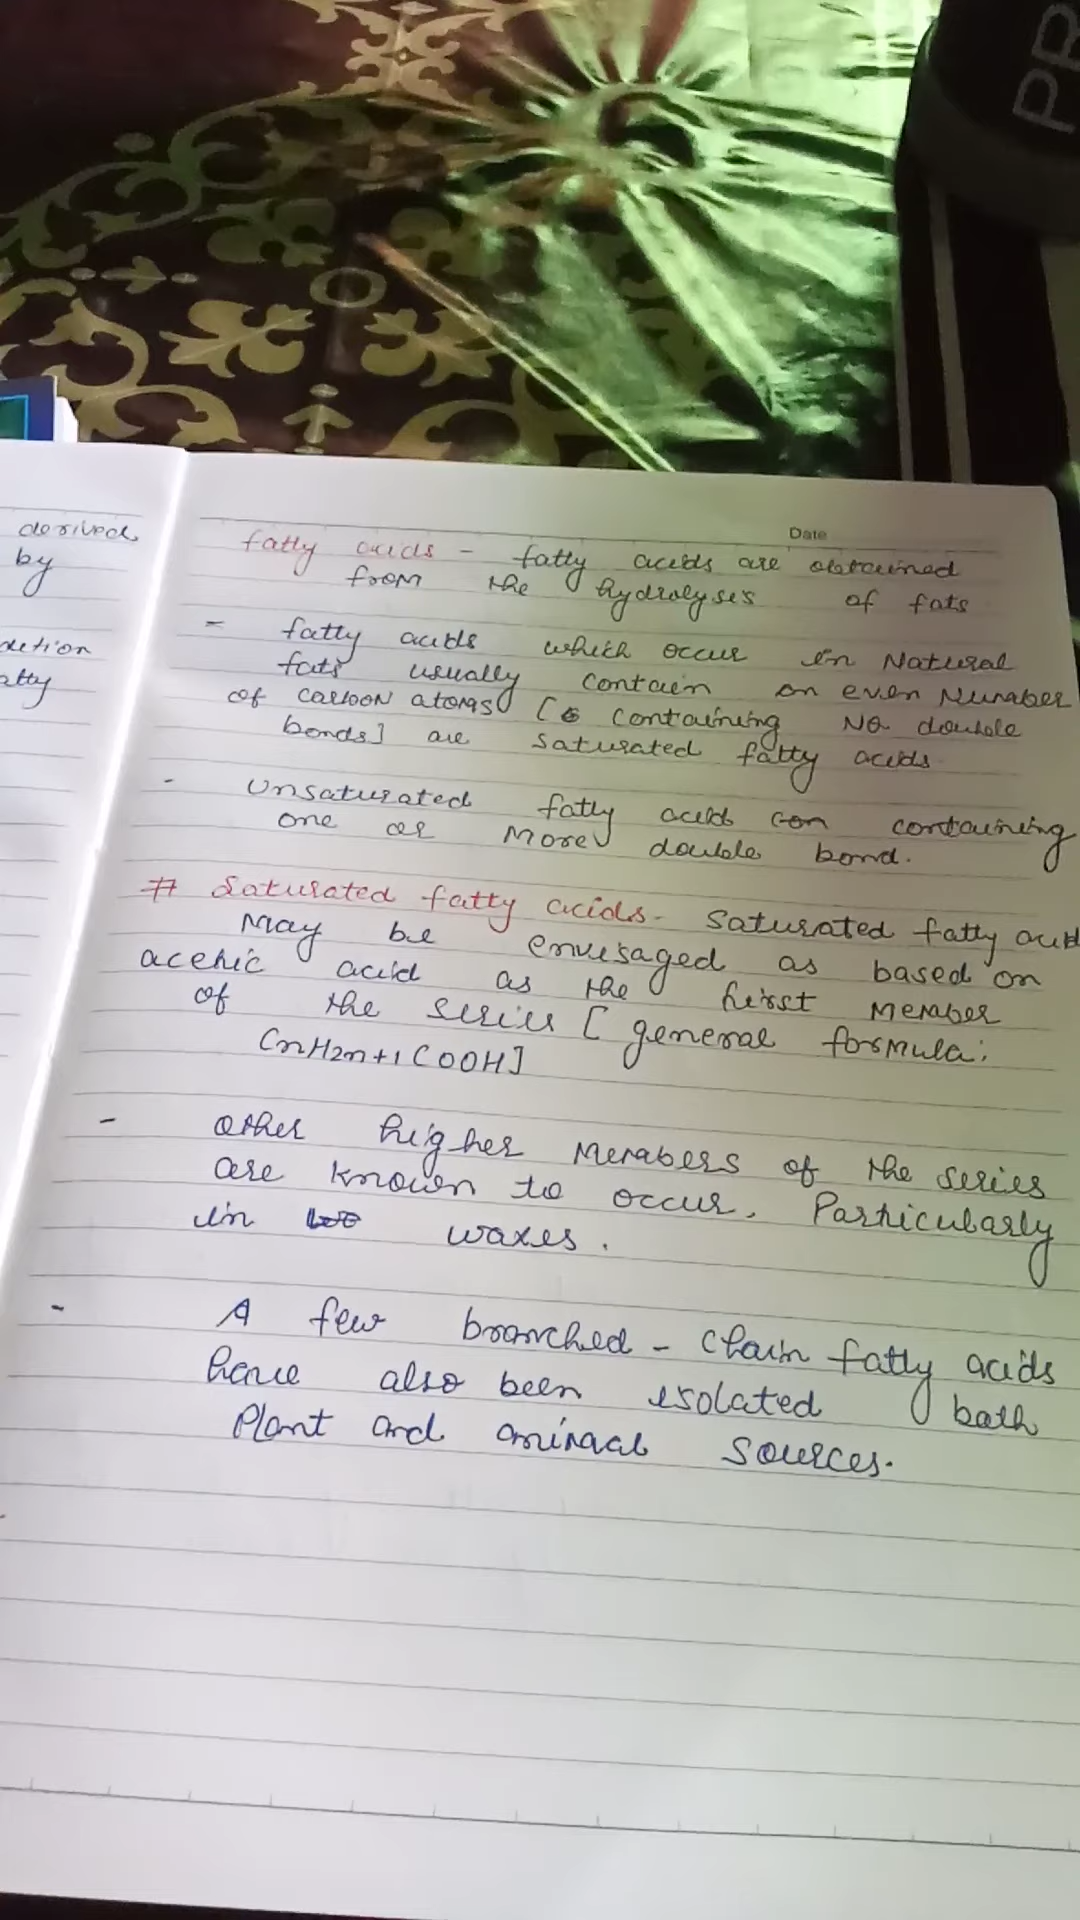 PR
derived
by
fatty
Date
fatty acids - fatty acids are obtained
from the hydrolyses of fats
- fatty acids which occur in Natural
fats usually contain an even Number
of carbon atoms [ containing No double
bonds] are saturated fatty acids.
- Unsaturated fatty acids con containing
one or More double bond.
# Saturated fatty acids - Saturated fatty acid
May be envisaged as based on
acetic acid as the first Member
of the series [ general formula:
CnH2n+1COOH]
- other higher Members of the series
are known to occur. Particularly
in waxes.
- A few branched - chain fatty acids
have also been isolated both
Plant and animal sources.